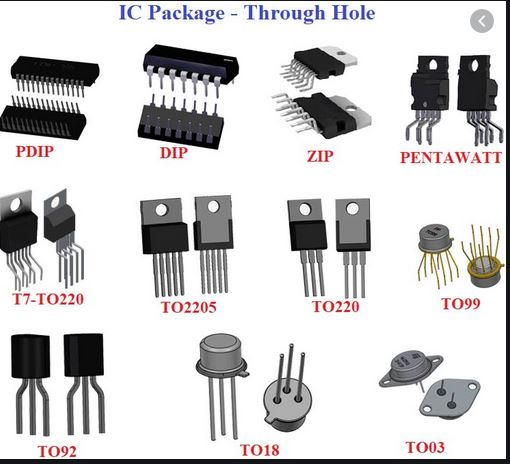 IC Package - Through Hole
PDIP
DIP
ZIP
PENTAWATT
T7-TO220
TO2205
TO220
TO99
TO92
TO18
TO03